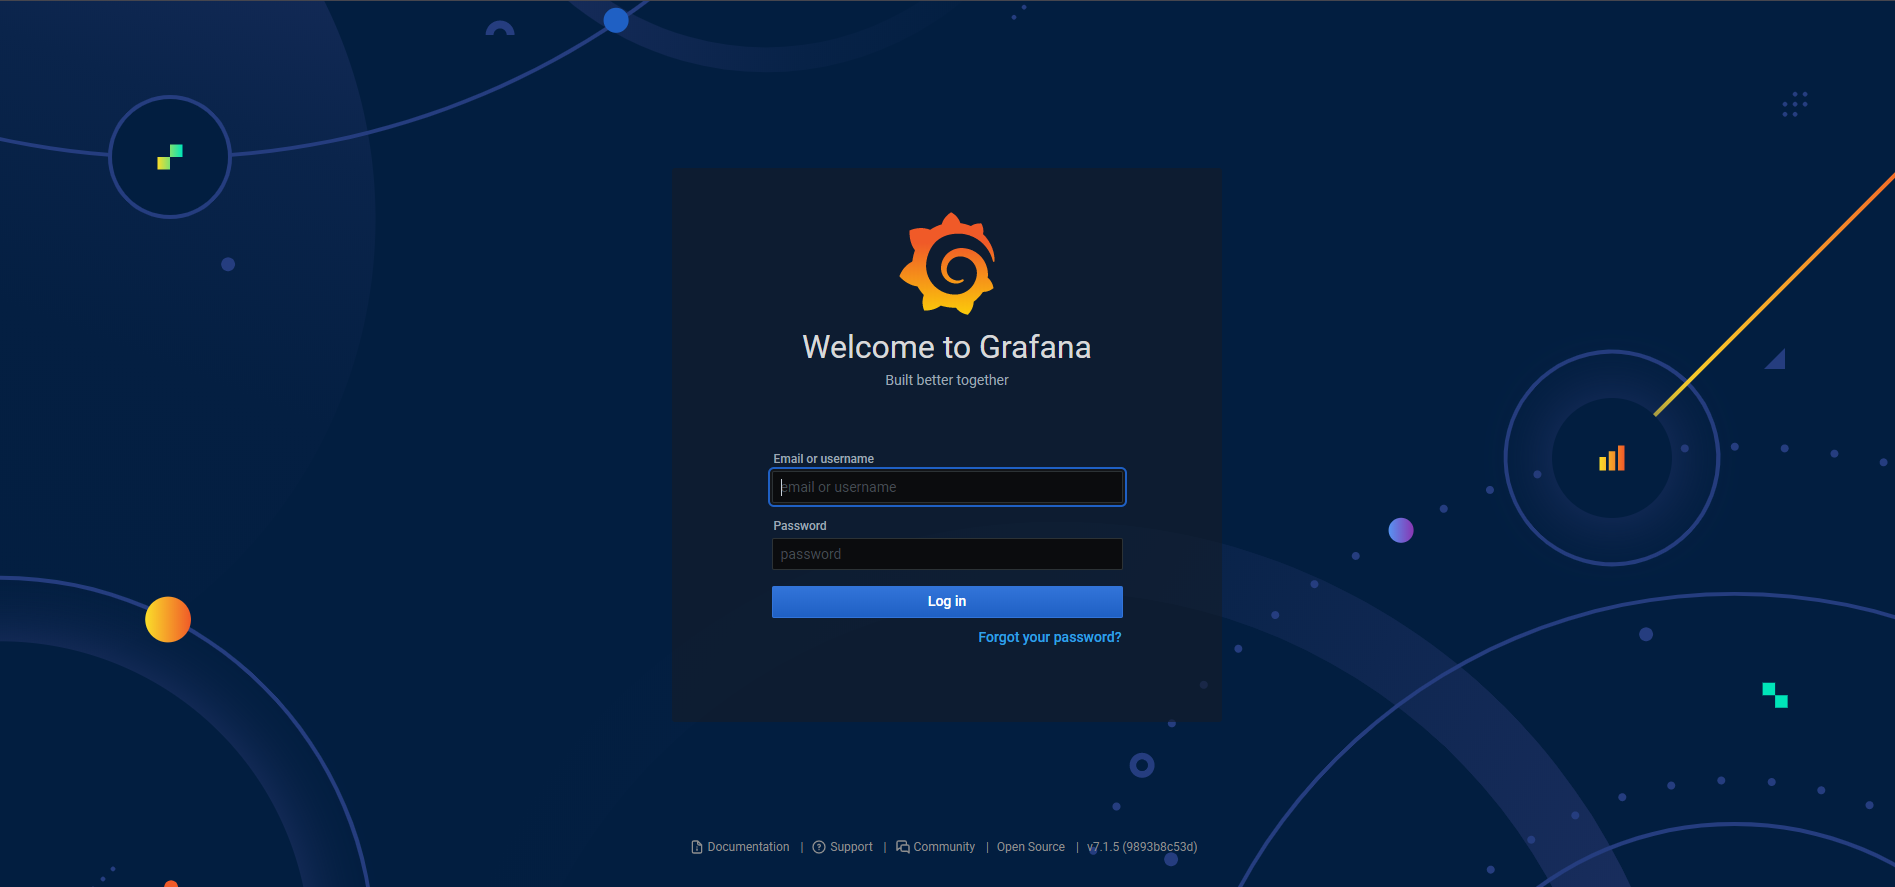 Welcome to Grafana
Built better together
Email or username
email or username
Password
password
Log in
Forgot your password?
Documentation | Support | Community | Open Source | v7.1.5 (9893b8c53d)